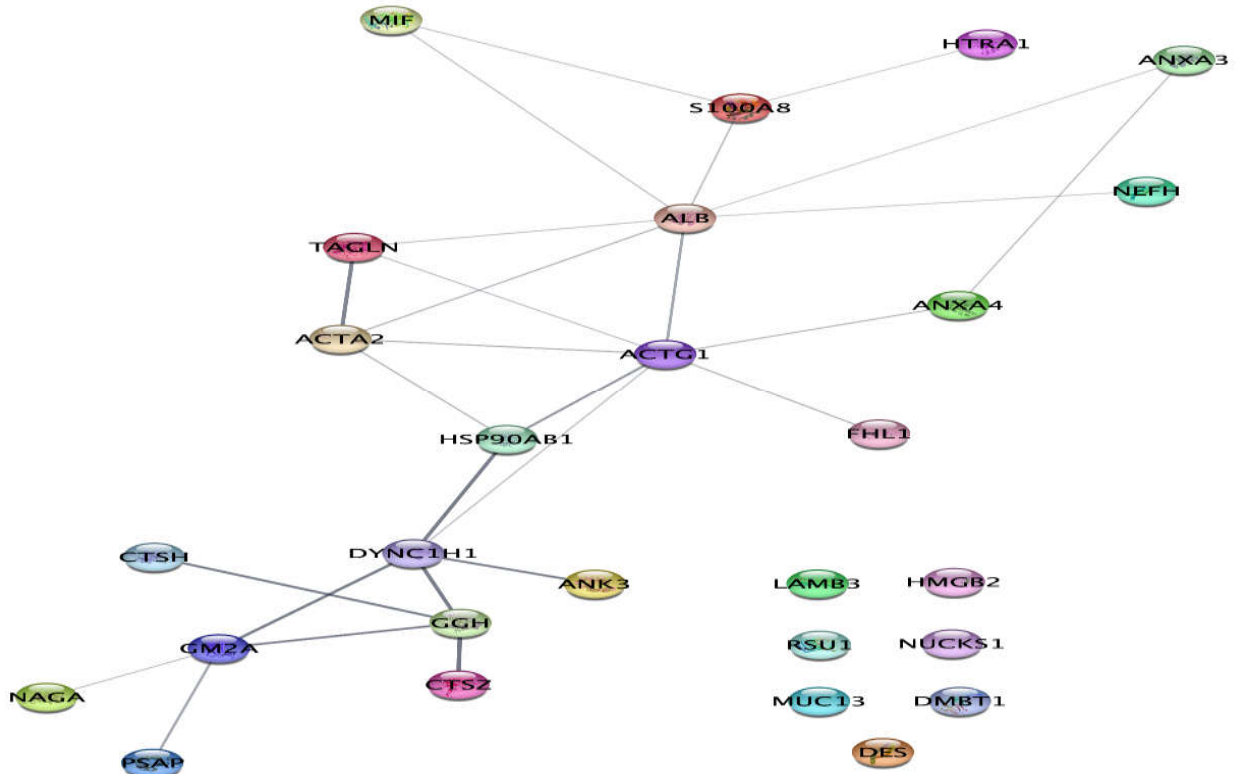 MIF
HTRA1
ANXA3
S100A8
NEFH
ALB
TAGLN
ANXA4
ACTA2
ACTG1
HSP90AB1
FHL1
DYNC1H1
CTSH
ANK3
LAMB3
HMGB2
GGH
GM2A
RSU1
NUCKS1
CTSZ
NAGA
MUC13
DMBT1
DES
PSAP